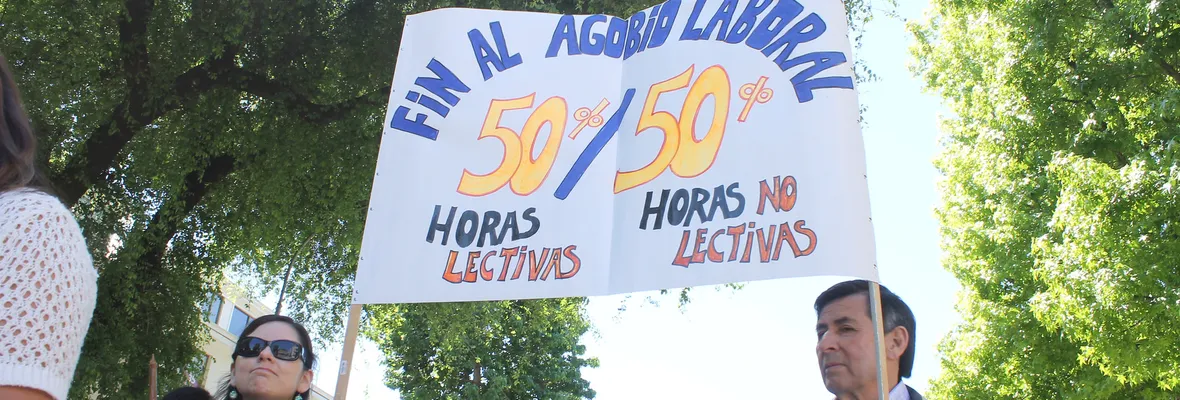 FiN AL AGOBiO LABORAL
50%/50%
HORAS LECTiVAS
HORAS NO LECTIVAS